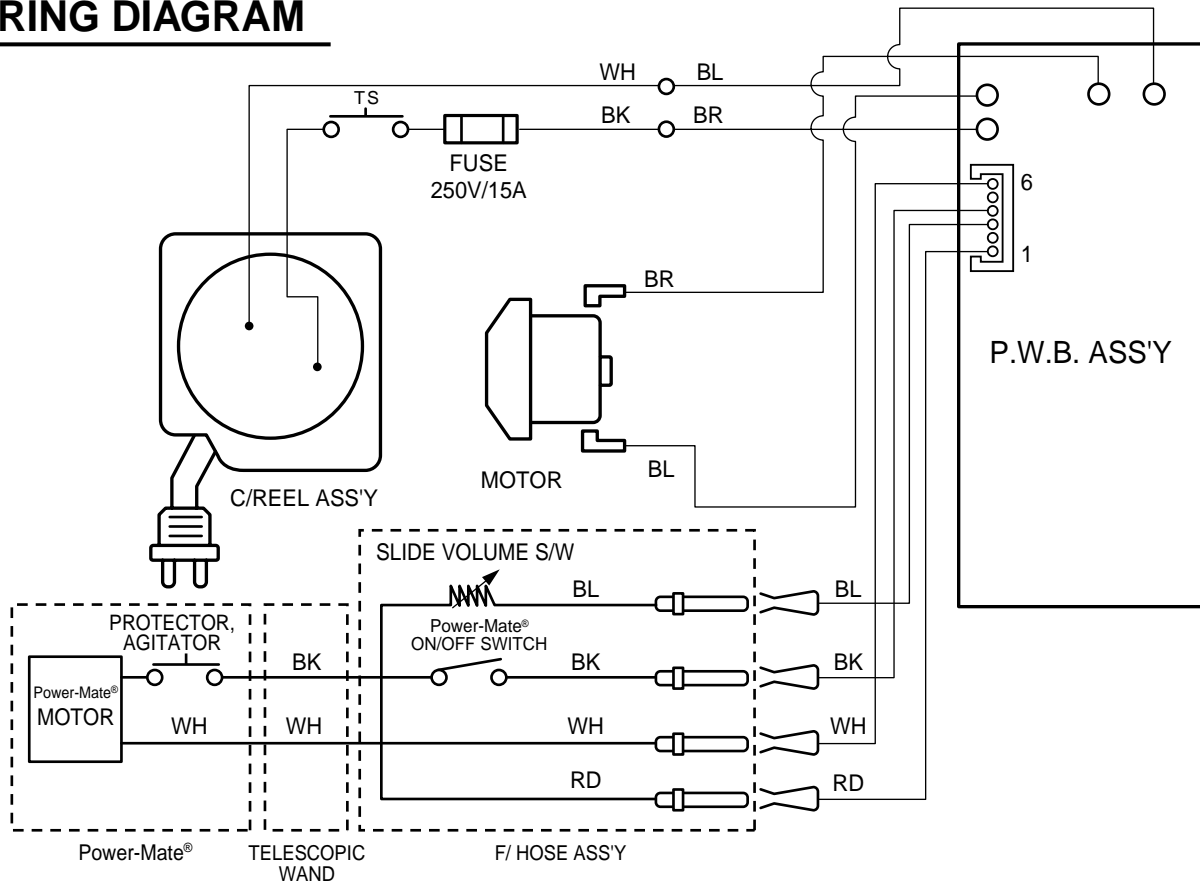 RING DIAGRAM
WH BL
TS
BK BR
FUSE
250V/15A
6
1
BR
P.W.B. ASS'Y
BL
MOTOR
C/REEL ASS'Y
SLIDE VOLUME S/W
BL BL
PROTECTOR,
AGITATOR
Power-Mate®
ON/OFF SWITCH
BK BK BK
Power-Mate®
MOTOR
WH WH WH WH
RD RD
Power-Mate®
TELESCOPIC
WAND
F/ HOSE ASS'Y